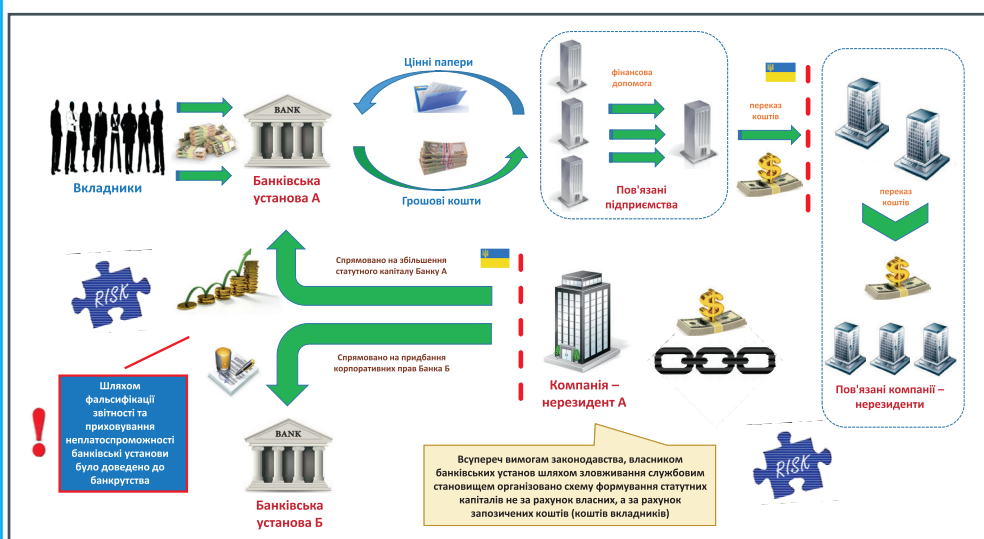 Цінні папери
BANK
Вкладники
Банківська
установа А
Грошові кошти
фінансова
допомога
Пов'язані
підприємства
переказ
коштів
переказ
коштів
Пов'язані компанії –
нерезиденти
Спрямовано на збільшення
статутного капіталу Банку А
Спрямовано на придбання
корпоративних прав Банка Б
RISK
Компанія –
нерезидент А
Шляхом
фальсифікації
звітності та
приховування
неплатоспроможності
банківські установи
було доведено до
банкрутства
!
BANK
Банківська
установа Б
Всупереч вимогам законодавства, власником
банківських установ шляхом зловживання службовим
становищем організовано схему формування статутних
капіталів не за рахунок власних, а за рахунок
запозичених коштів (коштів вкладників)
RISK